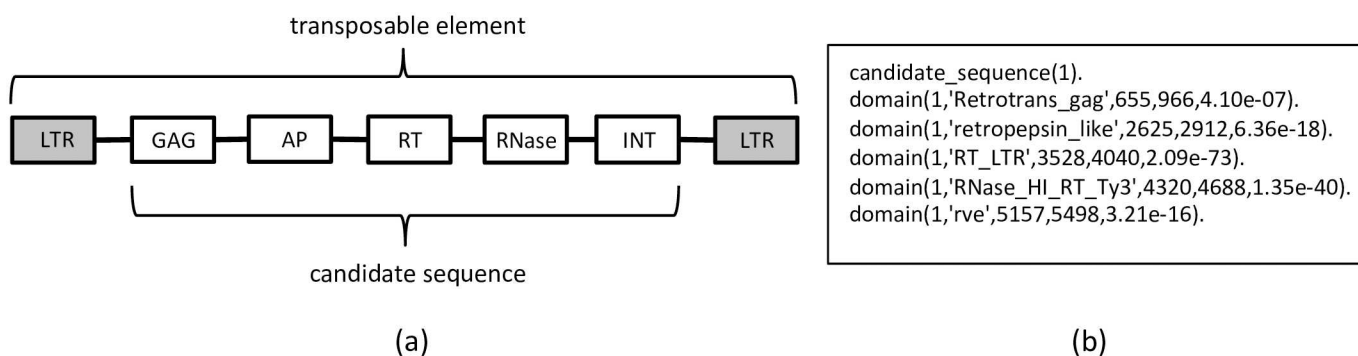 transposable element
LTR GAG AP RT RNase INT LTR
candidate sequence
(a)
candidate_sequence(1).
domain(1,'Retrotrans_gag',655,966,4.10e-07).
domain(1,'retropepsin_like',2625,2912,6.36e-18).
domain(1,'RT_LTR',3528,4040,2.09e-73).
domain(1,'RNase_HI_RT_Ty3',4320,4688,1.35e-40).
domain(1,'rve',5157,5498,3.21e-16).
(b)